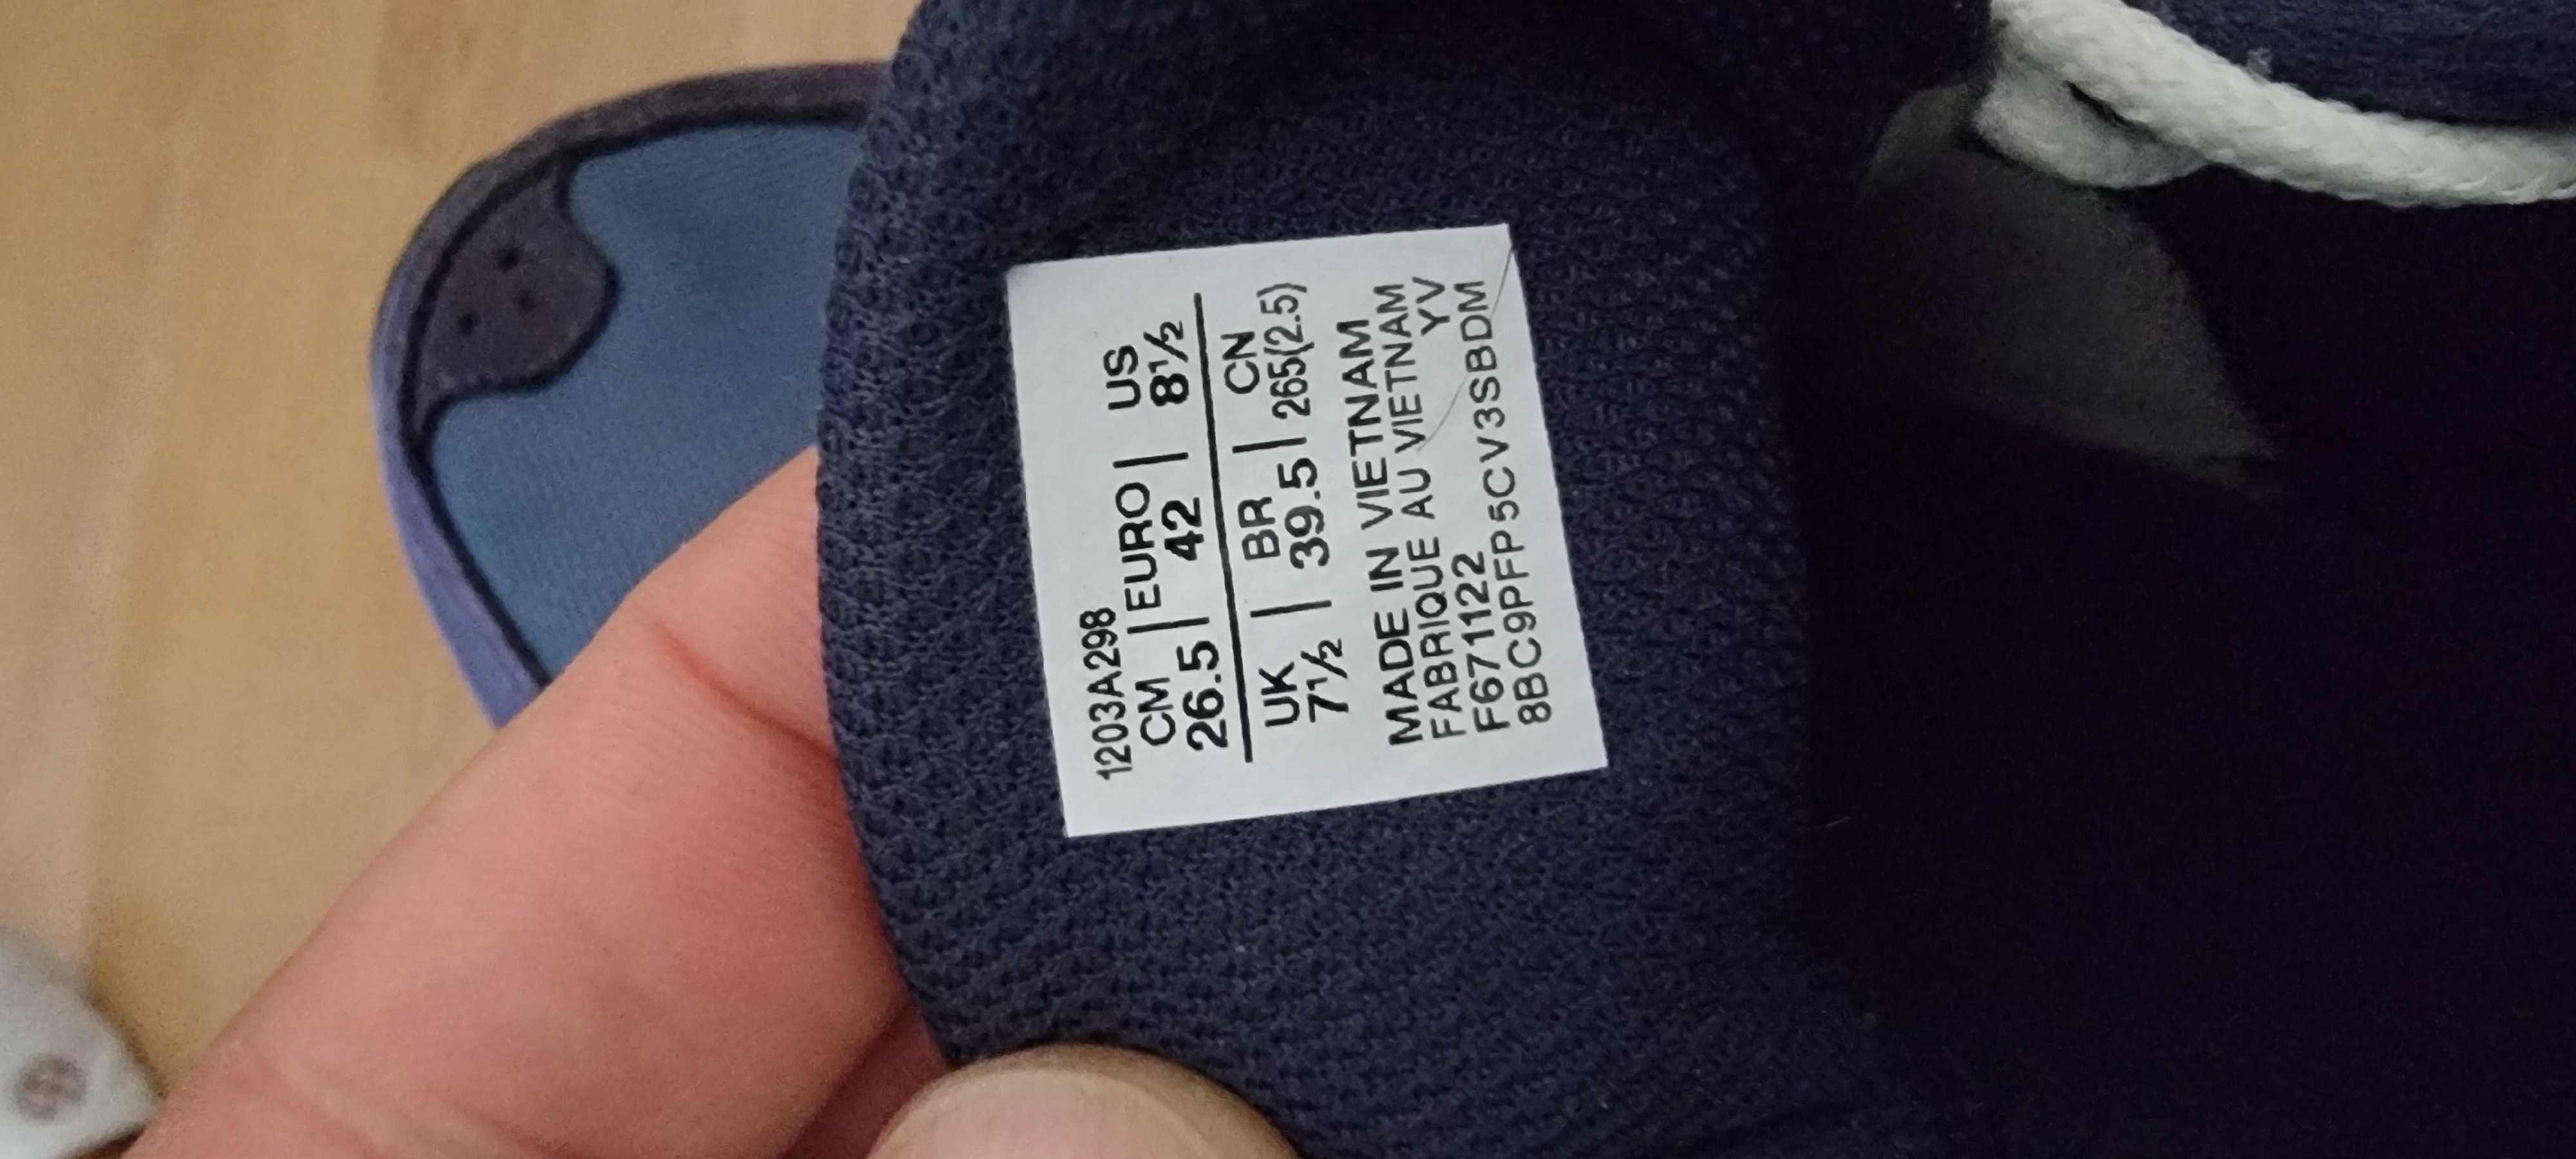 1203A298
CM | EURO | US
26.5 | 42 | 8½
UK | BR | CN
7½ | 39.5 | 265(2.5)
MADE IN VIETNAM
FABRIQUE AU VIETNAM
F671122 YV
8BC9PFP5CV3SBDM